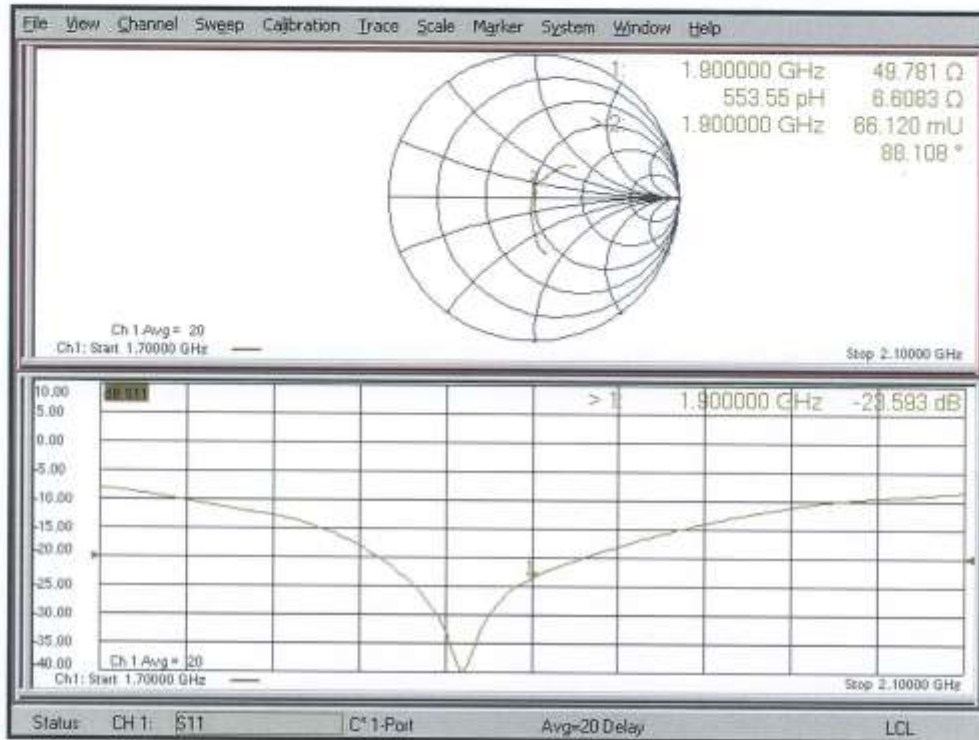 File View Channel Sweep Calibration Trace Scale Marker System Window Help
1: 1.900000 GHz 49.781 Ω
553.55 pH 6.6083 Ω
>2: 1.900000 GHz 66.120 mU
88.108 °
Ch 1 Avg = 20
Ch1: Start 1.70000 GHz
Stop 2.10000 GHz
10.00
5.00
0.00
-5.00
-10.00
-15.00
-20.00
-25.00
-30.00
-35.00
-40.00
dB S11
> 1: 1.900000 GHz -23.593 dB
1
Ch 1 Avg = 20
Ch1: Start 1.70000 GHz
Stop 2.10000 GHz
Status CH 1: S11 C* 1-Port Avg=20 Delay LCL